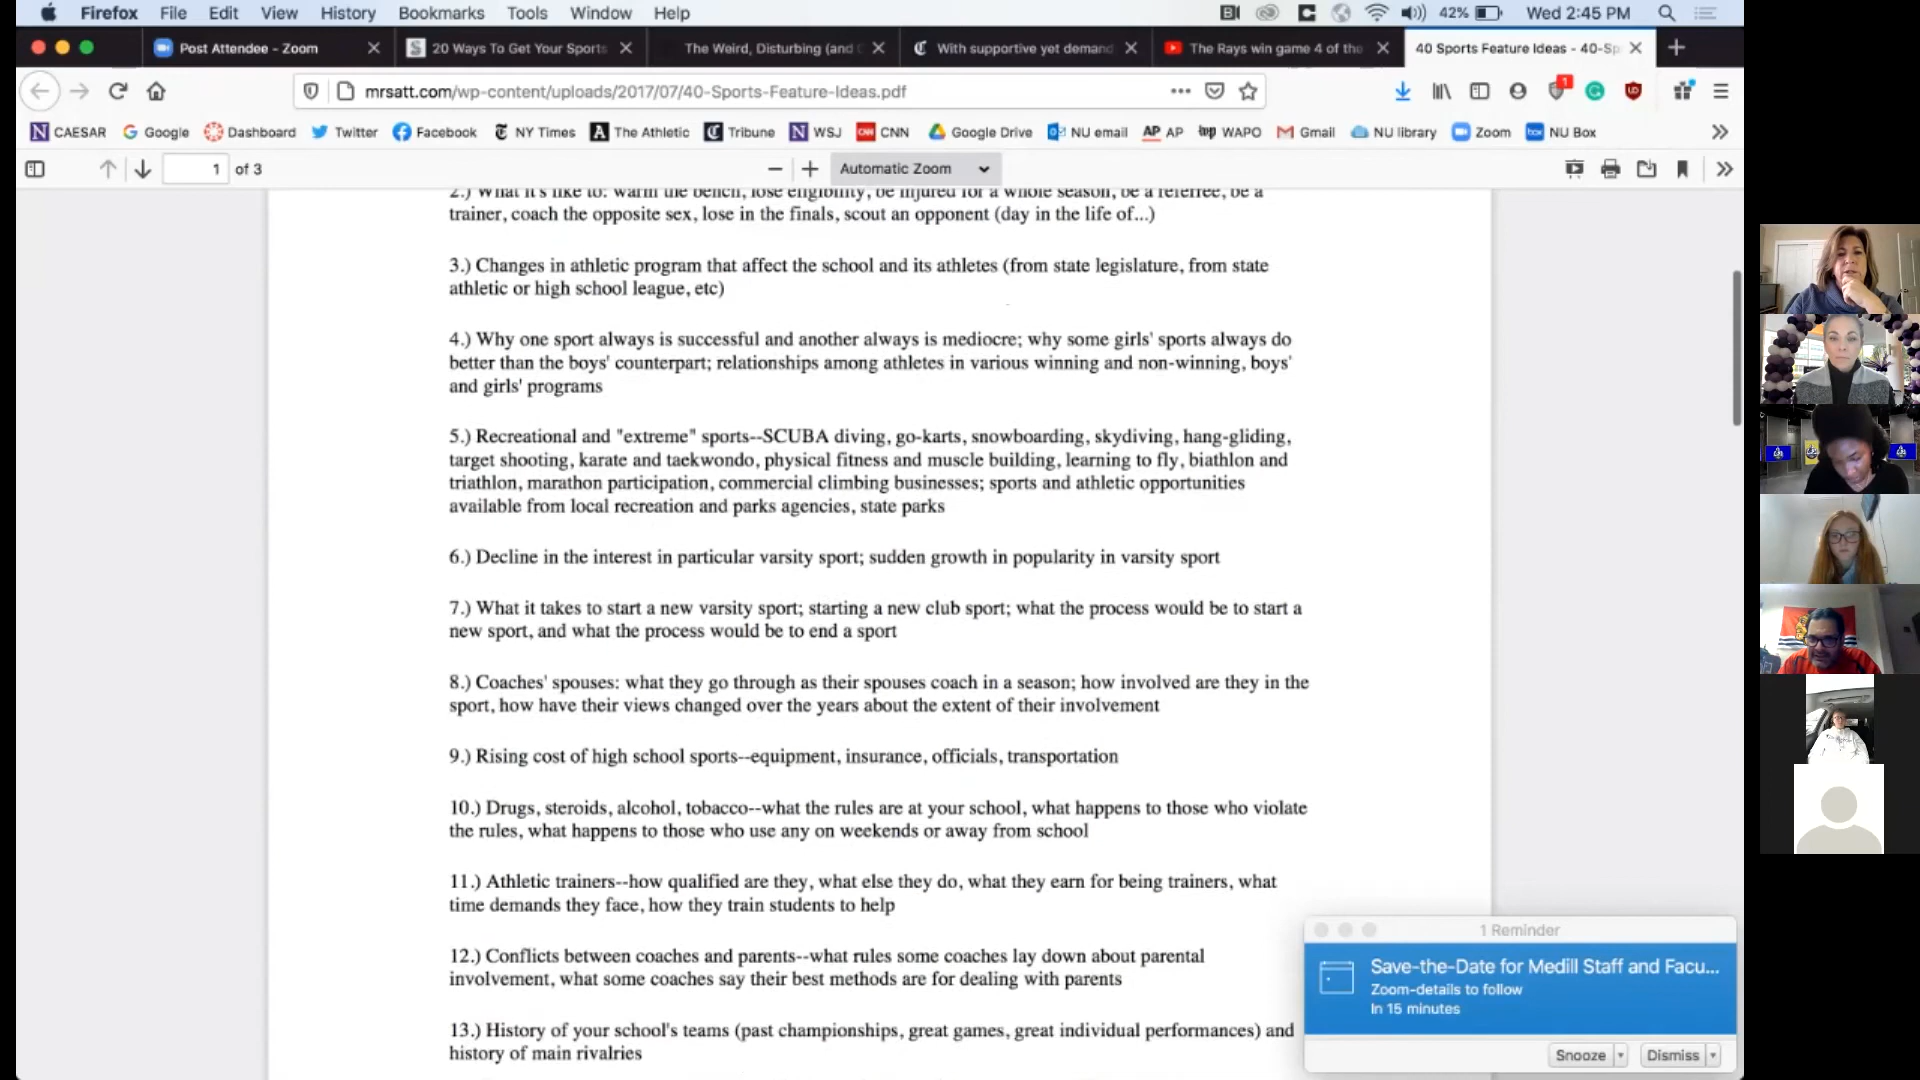 Firefox File Edit View History Bookmarks Tools Window Help 42% Wed 2:45 PM
Post Attendee - Zoom 20 Ways To Get Your Sports The Weird, Disturbing (and With supportive yet demand The Rays win game 4 of the 40 Sports Feature Ideas - 40-Sp
mrsatt.com/wp-content/uploads/2017/07/40-Sports-Feature-Ideas.pdf
CAESAR Google Dashboard Twitter Facebook NY Times The Athletic Tribune WSJ CNN Google Drive NU email AP AP WAPO Gmail NU library Zoom NU Box
1 of 3 Automatic Zoom
2.) What it's like to: warm the bench, lose eligibility, be injured for a whole season, be a referee, be a
trainer, coach the opposite sex, lose in the finals, scout an opponent (day in the life of...)
3.) Changes in athletic program that affect the school and its athletes (from state legislature, from state
athletic or high school league, etc)
4.) Why one sport always is successful and another always is mediocre; why some girls' sports always do
better than the boys' counterpart; relationships among athletes in various winning and non-winning, boys'
and girls' programs
5.) Recreational and "extreme" sports--SCUBA diving, go-karts, snowboarding, skydiving, hang-gliding,
target shooting, karate and taekwondo, physical fitness and muscle building, learning to fly, biathlon and
triathlon, marathon participation, commercial climbing businesses; sports and athletic opportunities
available from local recreation and parks agencies, state parks
6.) Decline in the interest in particular varsity sport; sudden growth in popularity in varsity sport
7.) What it takes to start a new varsity sport; starting a new club sport; what the process would be to start a
new sport, and what the process would be to end a sport
8.) Coaches' spouses: what they go through as their spouses coach in a season; how involved are they in the
sport, how have their views changed over the years about the extent of their involvement
9.) Rising cost of high school sports--equipment, insurance, officials, transportation
10.) Drugs, steroids, alcohol, tobacco--what the rules are at your school, what happens to those who violate
the rules, what happens to those who use any on weekends or away from school
11.) Athletic trainers--how qualified are they, what else they do, what they earn for being trainers, what
time demands they face, how they train students to help
12.) Conflicts between coaches and parents--what rules some coaches lay down about parental
involvement, what some coaches say their best methods are for dealing with parents
13.) History of your school's teams (past championships, great games, great individual performances) and
history of main rivalries
1 Reminder
Save-the-Date for Medill Staff and Facu...
Zoom-details to follow
In 15 minutes
Snooze Dismiss